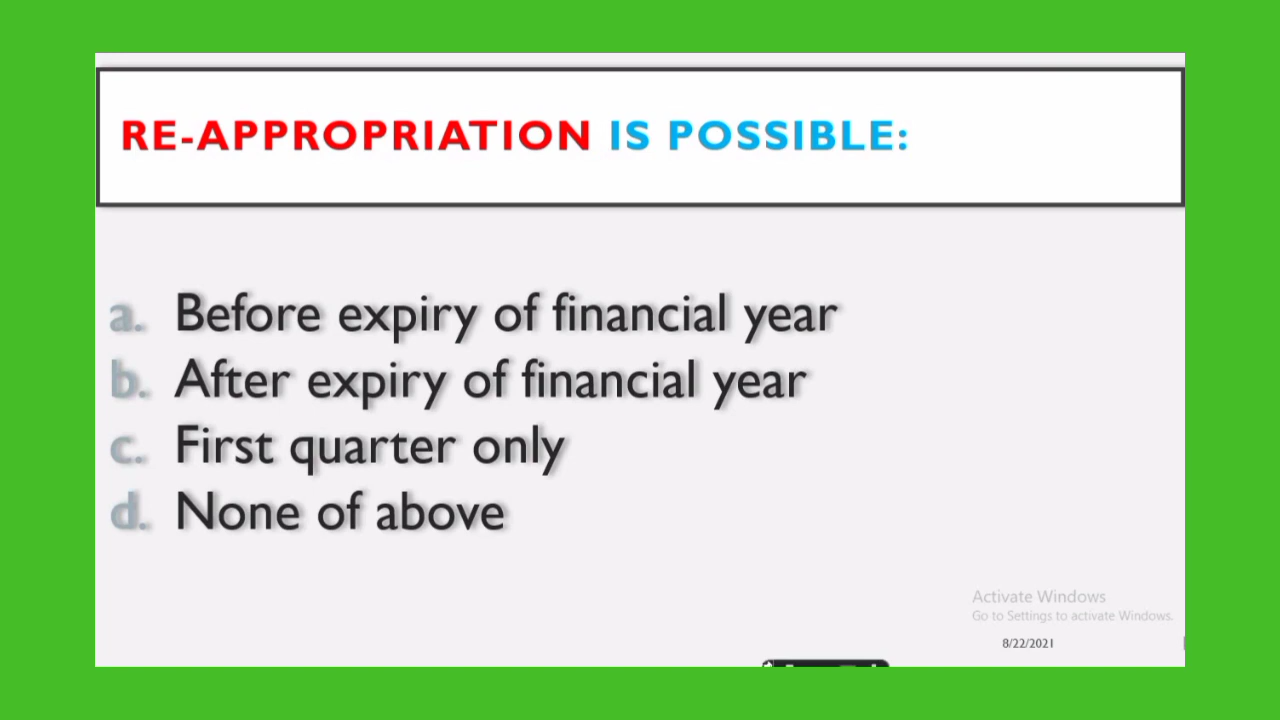 RE-APPROPRIATION IS POSSIBLE:
a. Before expiry of financial year
b. After expiry of financial year
c. First quarter only
d. None of above
Activate Windows
Go to Settings to activate Windows.
8/22/2021